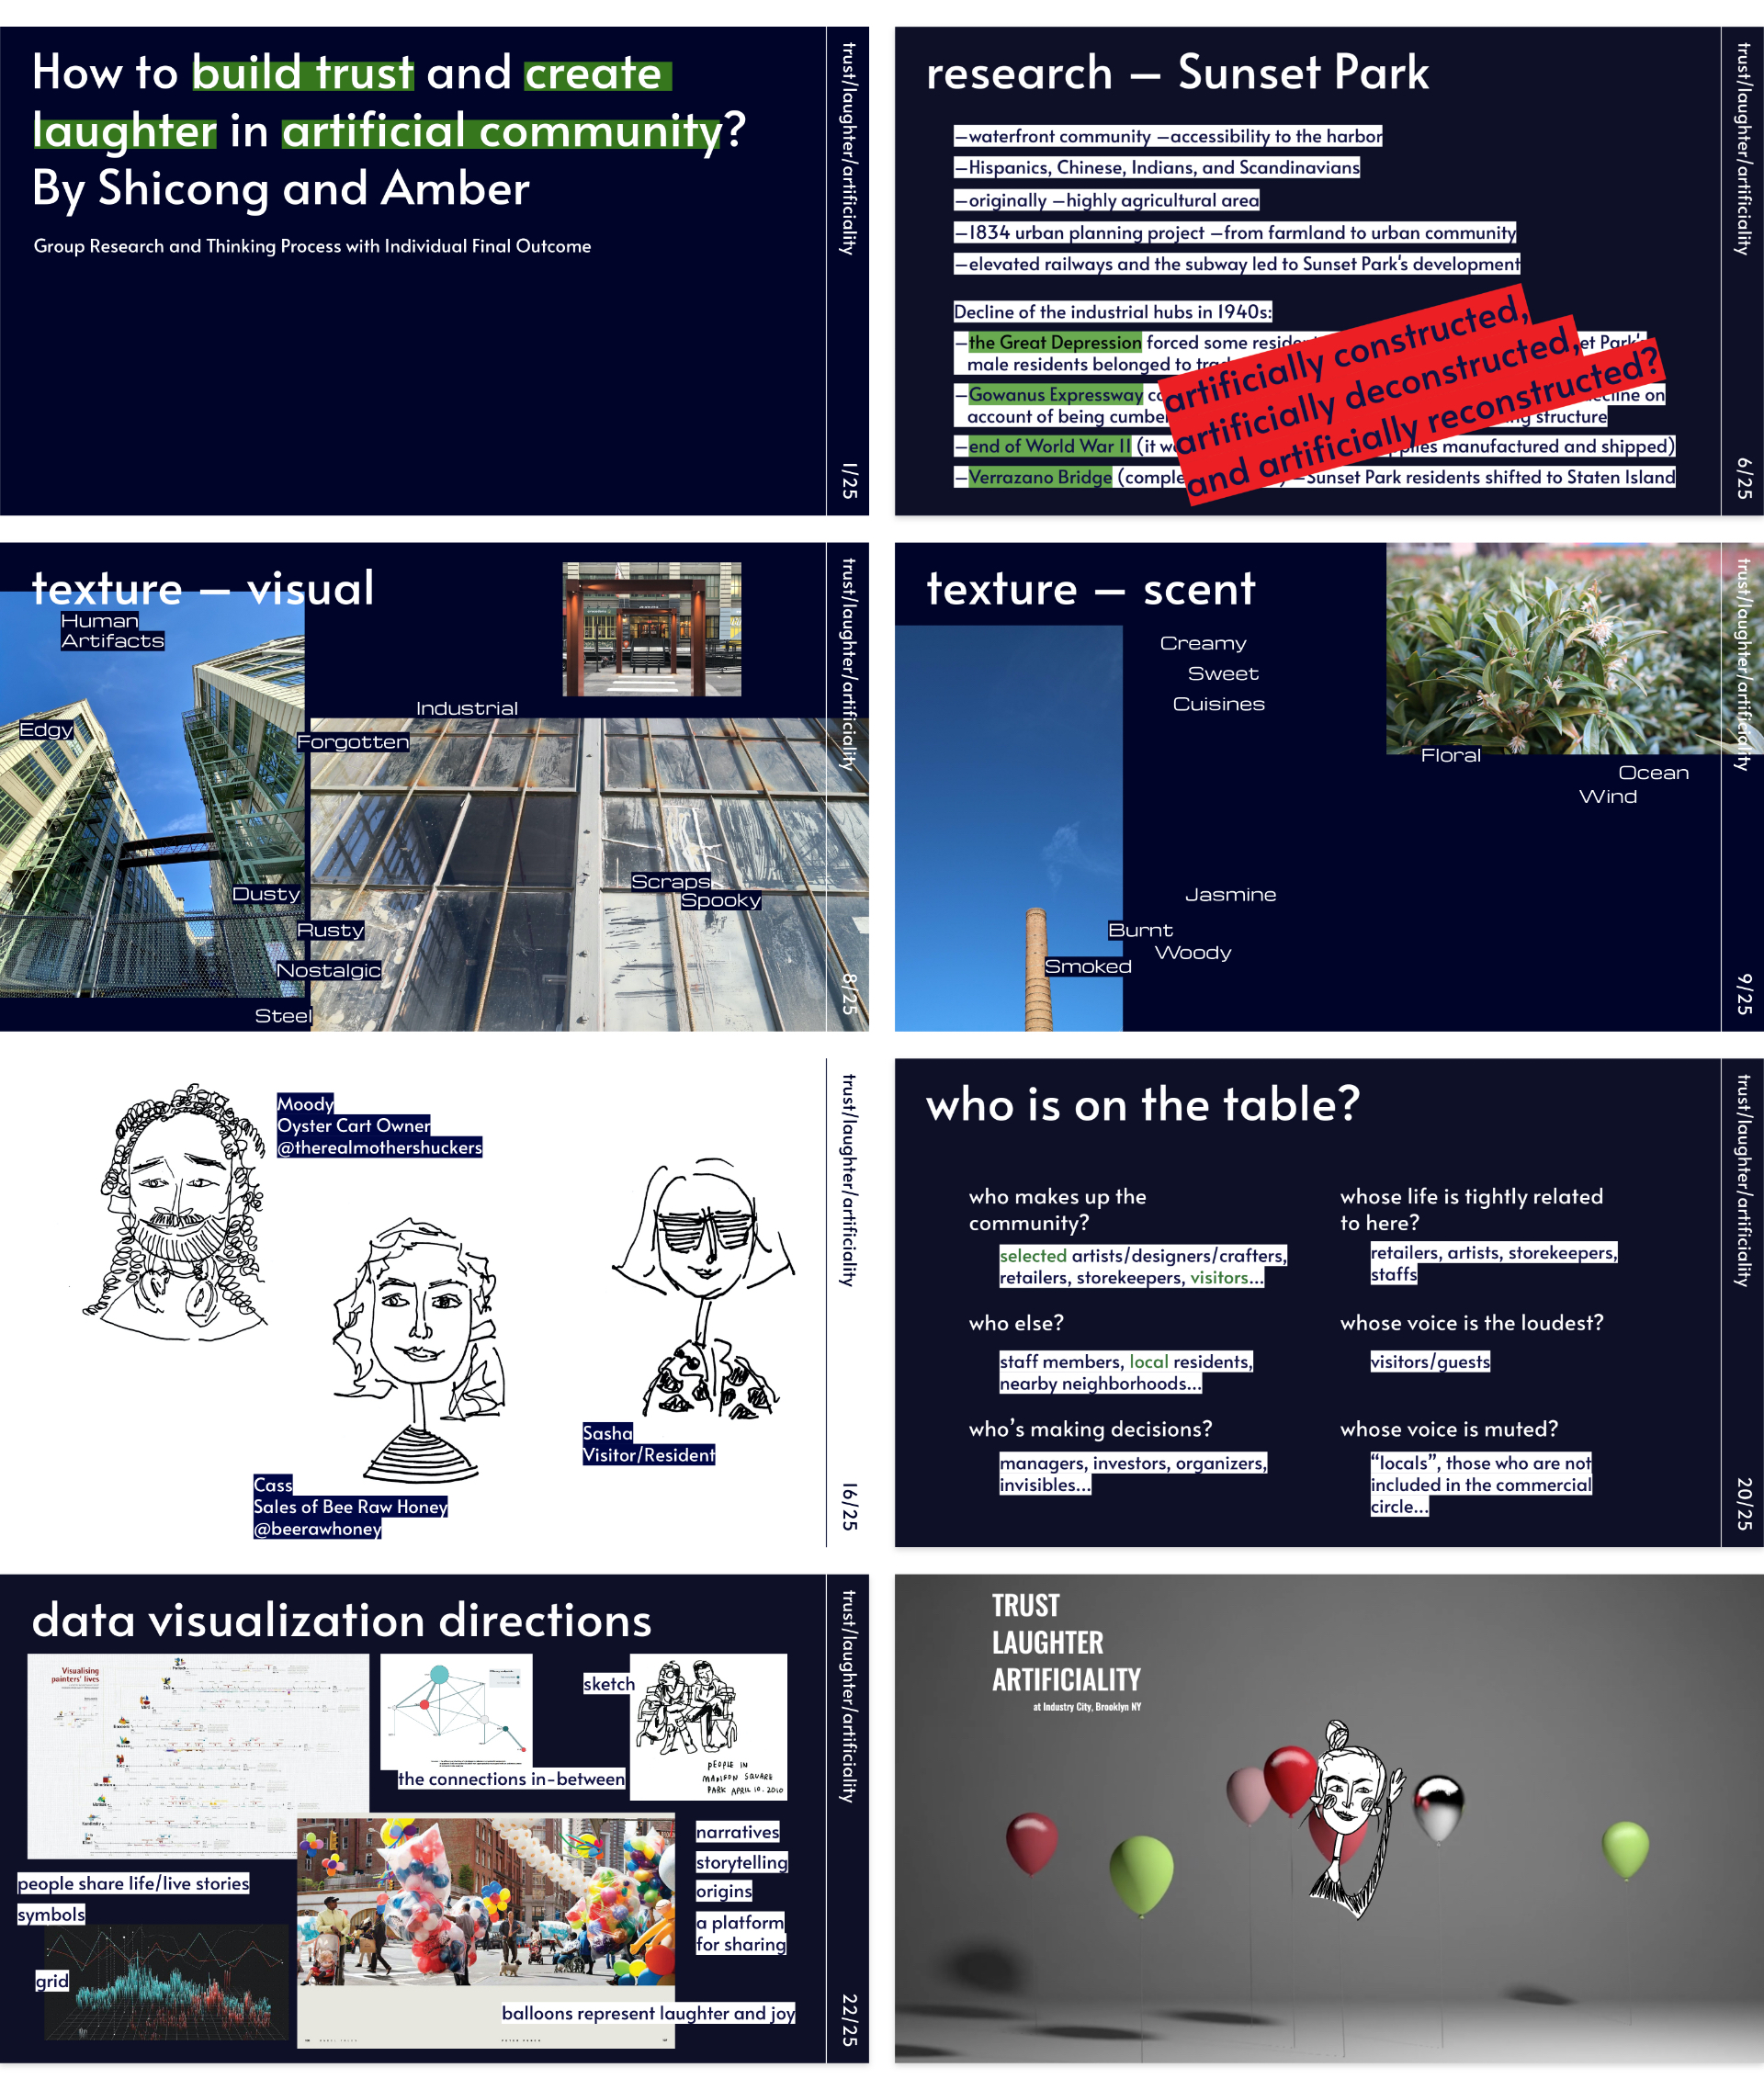 How to build trust and create
laughter in artificial community?
By Shicong and Amber
Group Research and Thinking Process with Individual Final Outcome
trust/laughter/artificiality
1/25
research – Sunset Park
–waterfront community –accessibility to the harbor
–Hispanics, Chinese, Indians, and Scandinavians
–originally –highly agricultural area
–1834 urban planning project –from farmland to urban community
–elevated railways and the subway led to Sunset Park's development
Decline of the industrial hubs in 1940s:
–the Great Depression forced some Park's
male residents belonged to
–Gowanus Expressway on
account of being structure
–end of World War II (it manufactured and shipped)
–Verrazano Bridge –Sunset Park residents shifted to Staten Island
artificially constructed,
artificially deconstructed,
and artificially reconstructed?
trust/laughter/artificiality
6/25
texture – visual
Human
Artifacts
Edgy
Industrial
Forgotten
Dusty
Scraps
Spooky
Rusty
Nostalgic
Steel
trust/laughter/artificiality
8/25
texture – scent
Creamy
Sweet
Cuisines
Floral
Ocean
Wind
Jasmine
Burnt
Woody
Smoked
trust/laughter/artificiality
9/25
Moody
Oyster Cart Owner
@therealmothershuckers
Sasha
Visitor/Resident
Cass
Sales of Bee Raw Honey
@beerawhoney
trust/laughter/artificiality
16/25
who is on the table?
who makes up the
community?
selected artists/designers/crafters,
retailers, storekeepers, visitors...
who else?
staff members, local residents,
nearby neighborhoods...
who's making decisions?
managers, investors, organizers,
invisibles...
whose life is tightly related
to here?
retailers, artists, storekeepers,
staffs
whose voice is the loudest?
visitors/guests
whose voice is muted?
“locals”, those who are not
included in the commercial
circle...
trust/laughter/artificiality
20/25
data visualization directions
Visualising
painters' lives
sketch
the connections in-between
PEOPLE IN
MADISON SQUARE
PARK APRIL 10. 2010
people share life/live stories
symbols
grid
narratives
storytelling
origins
a platform
for sharing
balloons represent laughter and joy
trust/laughter/artificiality
22/25
TRUST
LAUGHTER
ARTIFICIALITY
at Industry City, Brooklyn NY